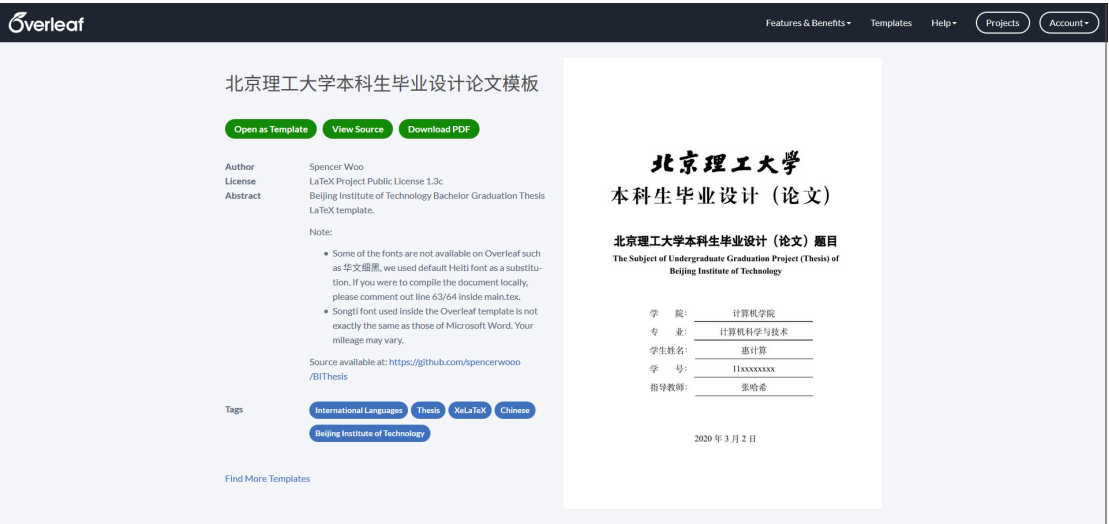 Overleaf
Features & Benefits Templates Help Projects Account
北京理工大学本科生毕业设计论文模板
Open as Template View Source Download PDF
Author Spencer Woo
License LaTeX Project Public License 1.3c
Abstract Beijing Institute of Technology Bachelor Graduation Thesis
LaTeX template.
Note:
• Some of the fonts are not available on Overleaf such
as 华文细黑, we used default Heiti font as a substitu-
tion. If you were to compile the document locally,
please comment out line 63/64 inside main.tex.
• Songti font used inside the Overleaf template is not
exactly the same as those of Microsoft Word. Your
mileage may vary.
Source available at: https://github.com/spencerwooo
/BIThesis
Tags International Languages Thesis XeLaTeX Chinese
Beijing Institute of Technology
Find More Templates
北京理工大学
本科生毕业设计（论文）
北京理工大学本科生毕业设计（论文）题目
The Subject of Undergraduate Graduation Project (Thesis) of
Beijing Institute of Technology
学 院: 计算机学院
专 业: 计算机科学与技术
学生姓名: 惠计算
学 号: 11xxxxxxxx
指导教师: 张哈希
2020 年 3 月 2 日